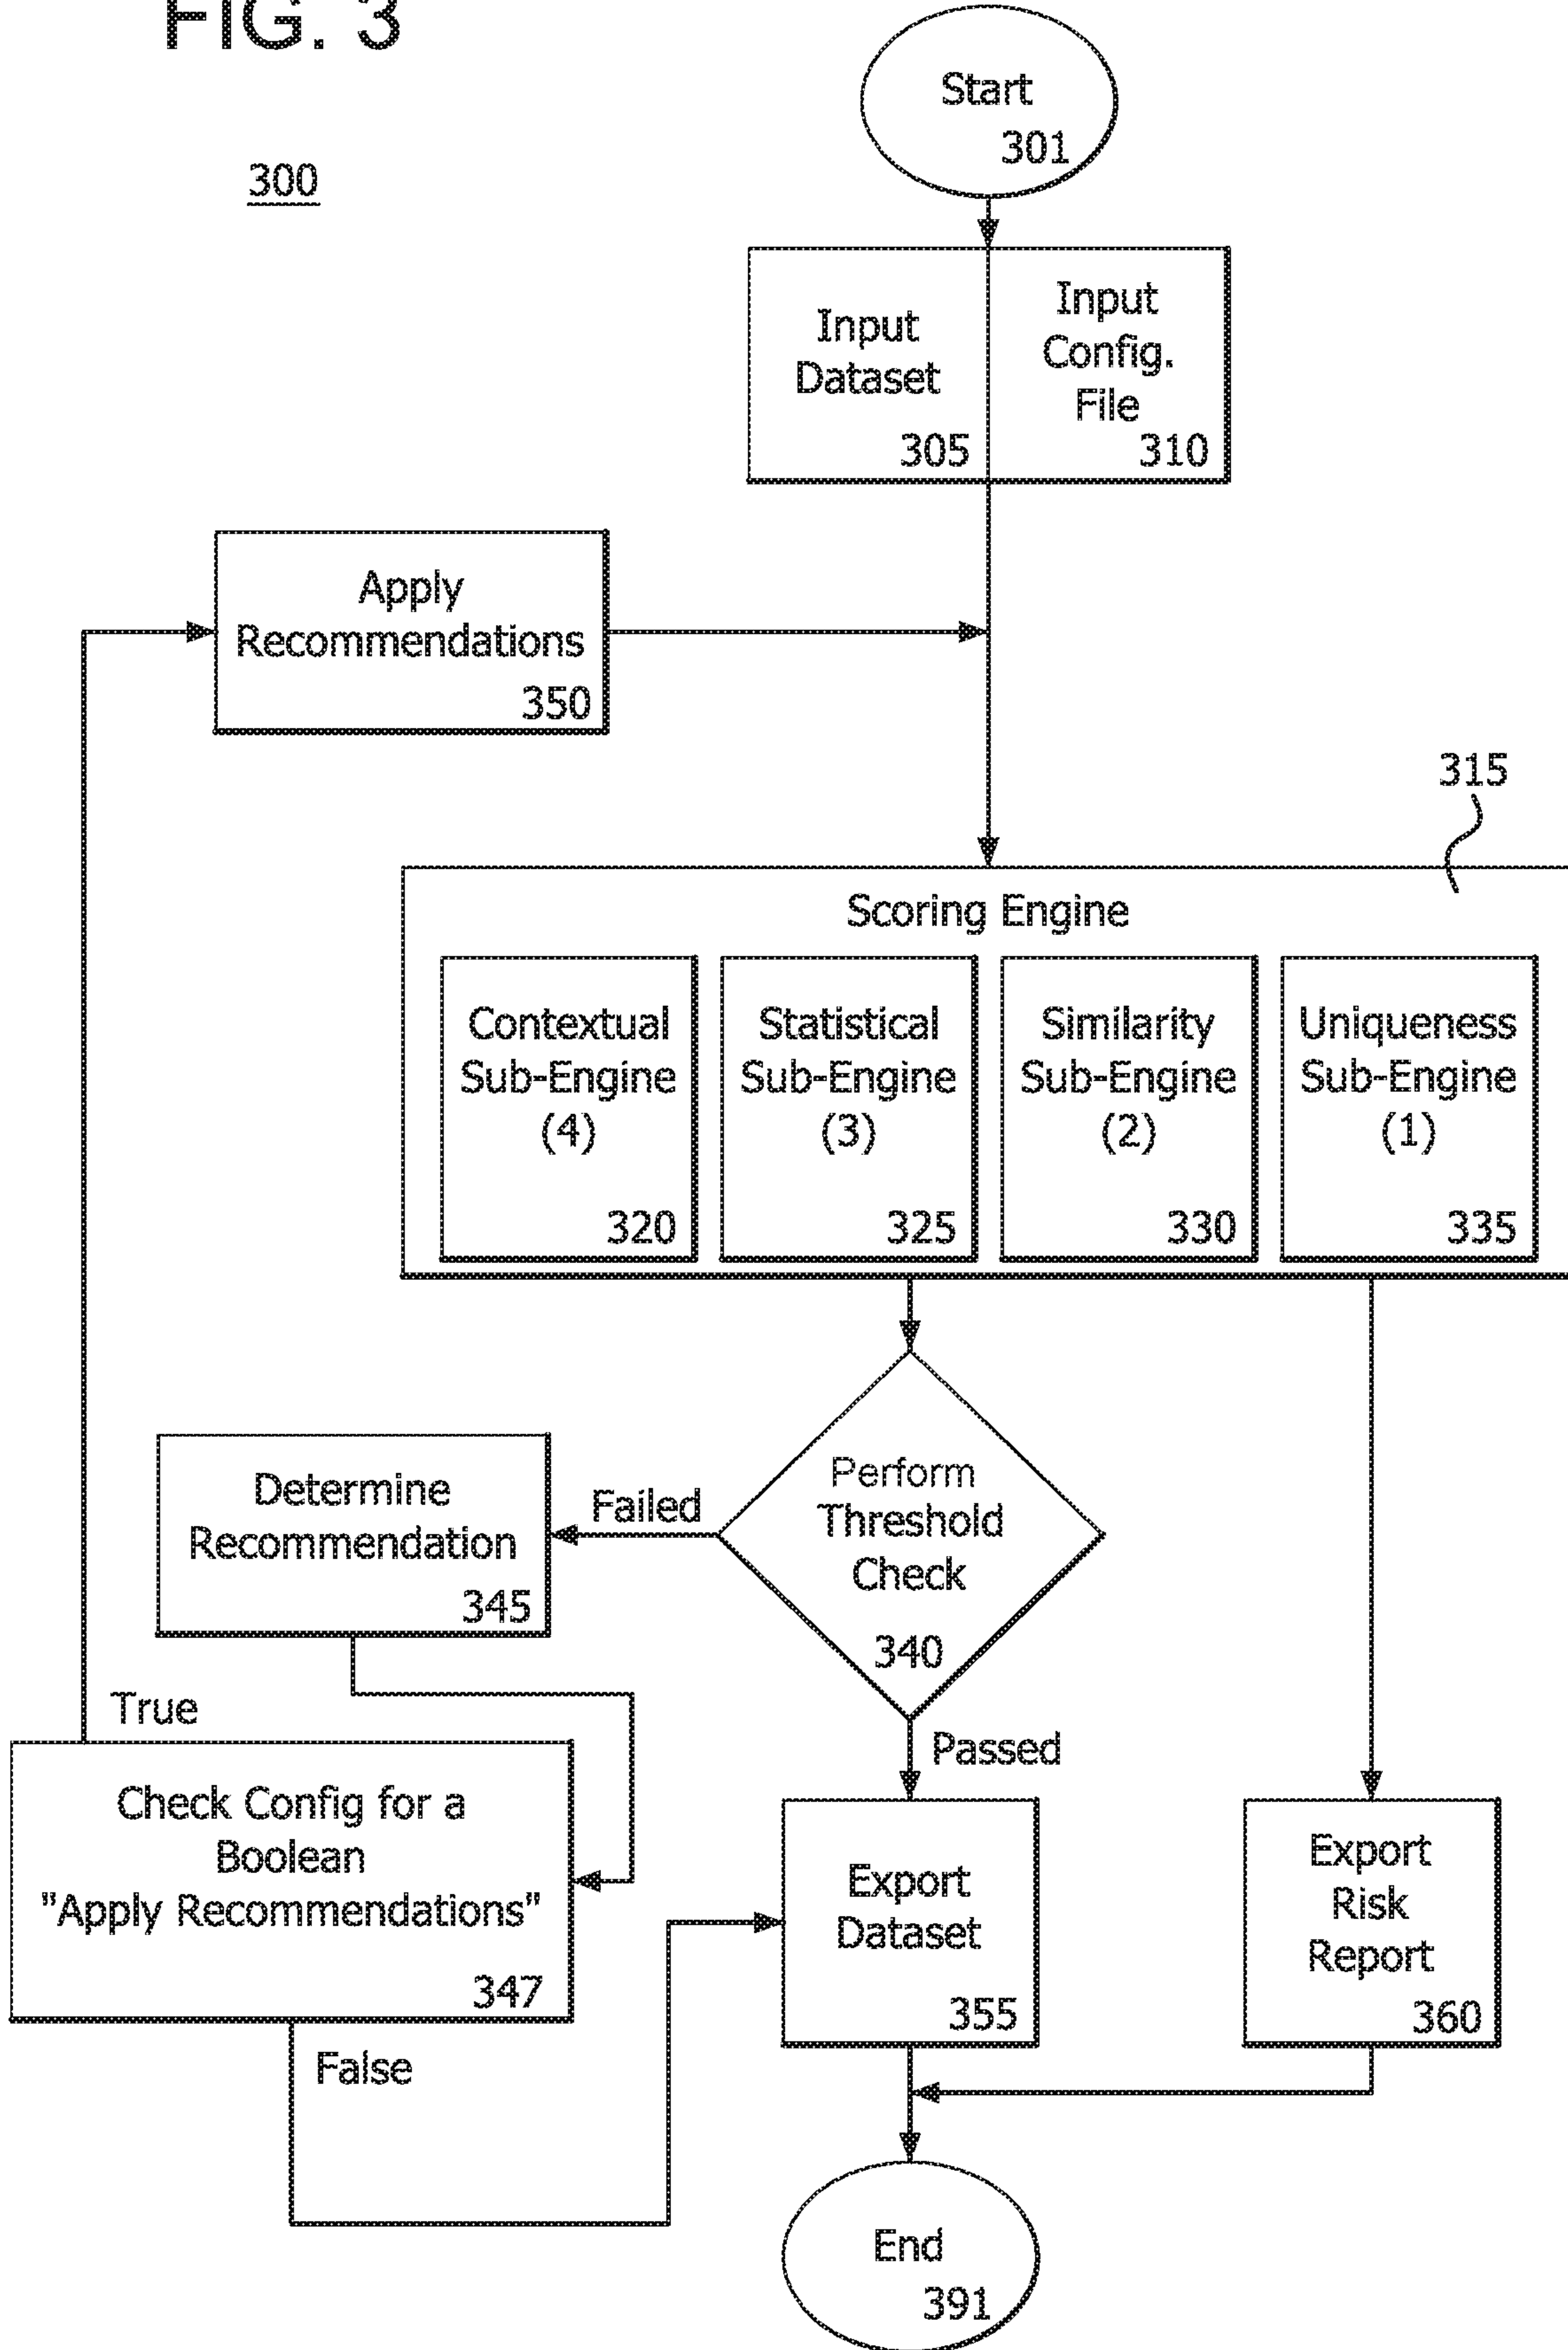 FIG. 3
300
Start
301
Input
Dataset
305
Input
Config.
File
310
Apply
Recommendations
350
315
Scoring Engine
Contextual
Sub-Engine
(4)
320
Statistical
Sub-Engine
(3)
325
Similarity
Sub-Engine
(2)
330
Uniqueness
Sub-Engine
(1)
335
Perform
Threshold
Check
340
Failed
Determine
Recommendation
345
True
Check Config for a
Boolean
"Apply Recommendations"
347
False
Passed
Export
Dataset
355
Export
Risk
Report
360
End
391